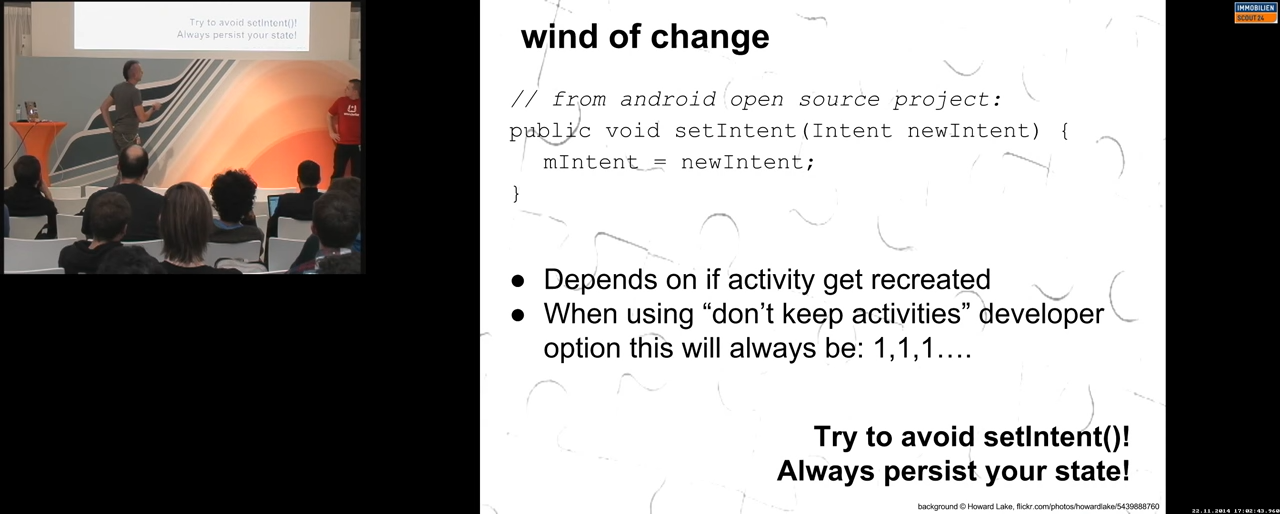 Try to avoid setIntent()!
Always persist your state!
wind of change
// from android open source project:
public void setIntent(Intent newIntent) {
mIntent = newIntent;
}
● Depends on if activity get recreated
● When using “don’t keep activities” developer
option this will always be: 1,1,1….
Try to avoid setIntent()!
Always persist your state!
background © Howard Lake, flickr.com/photos/howardlake/5439888760
IMMOBILIEN
SCOUT24
22.11.2014 17:02:43.960